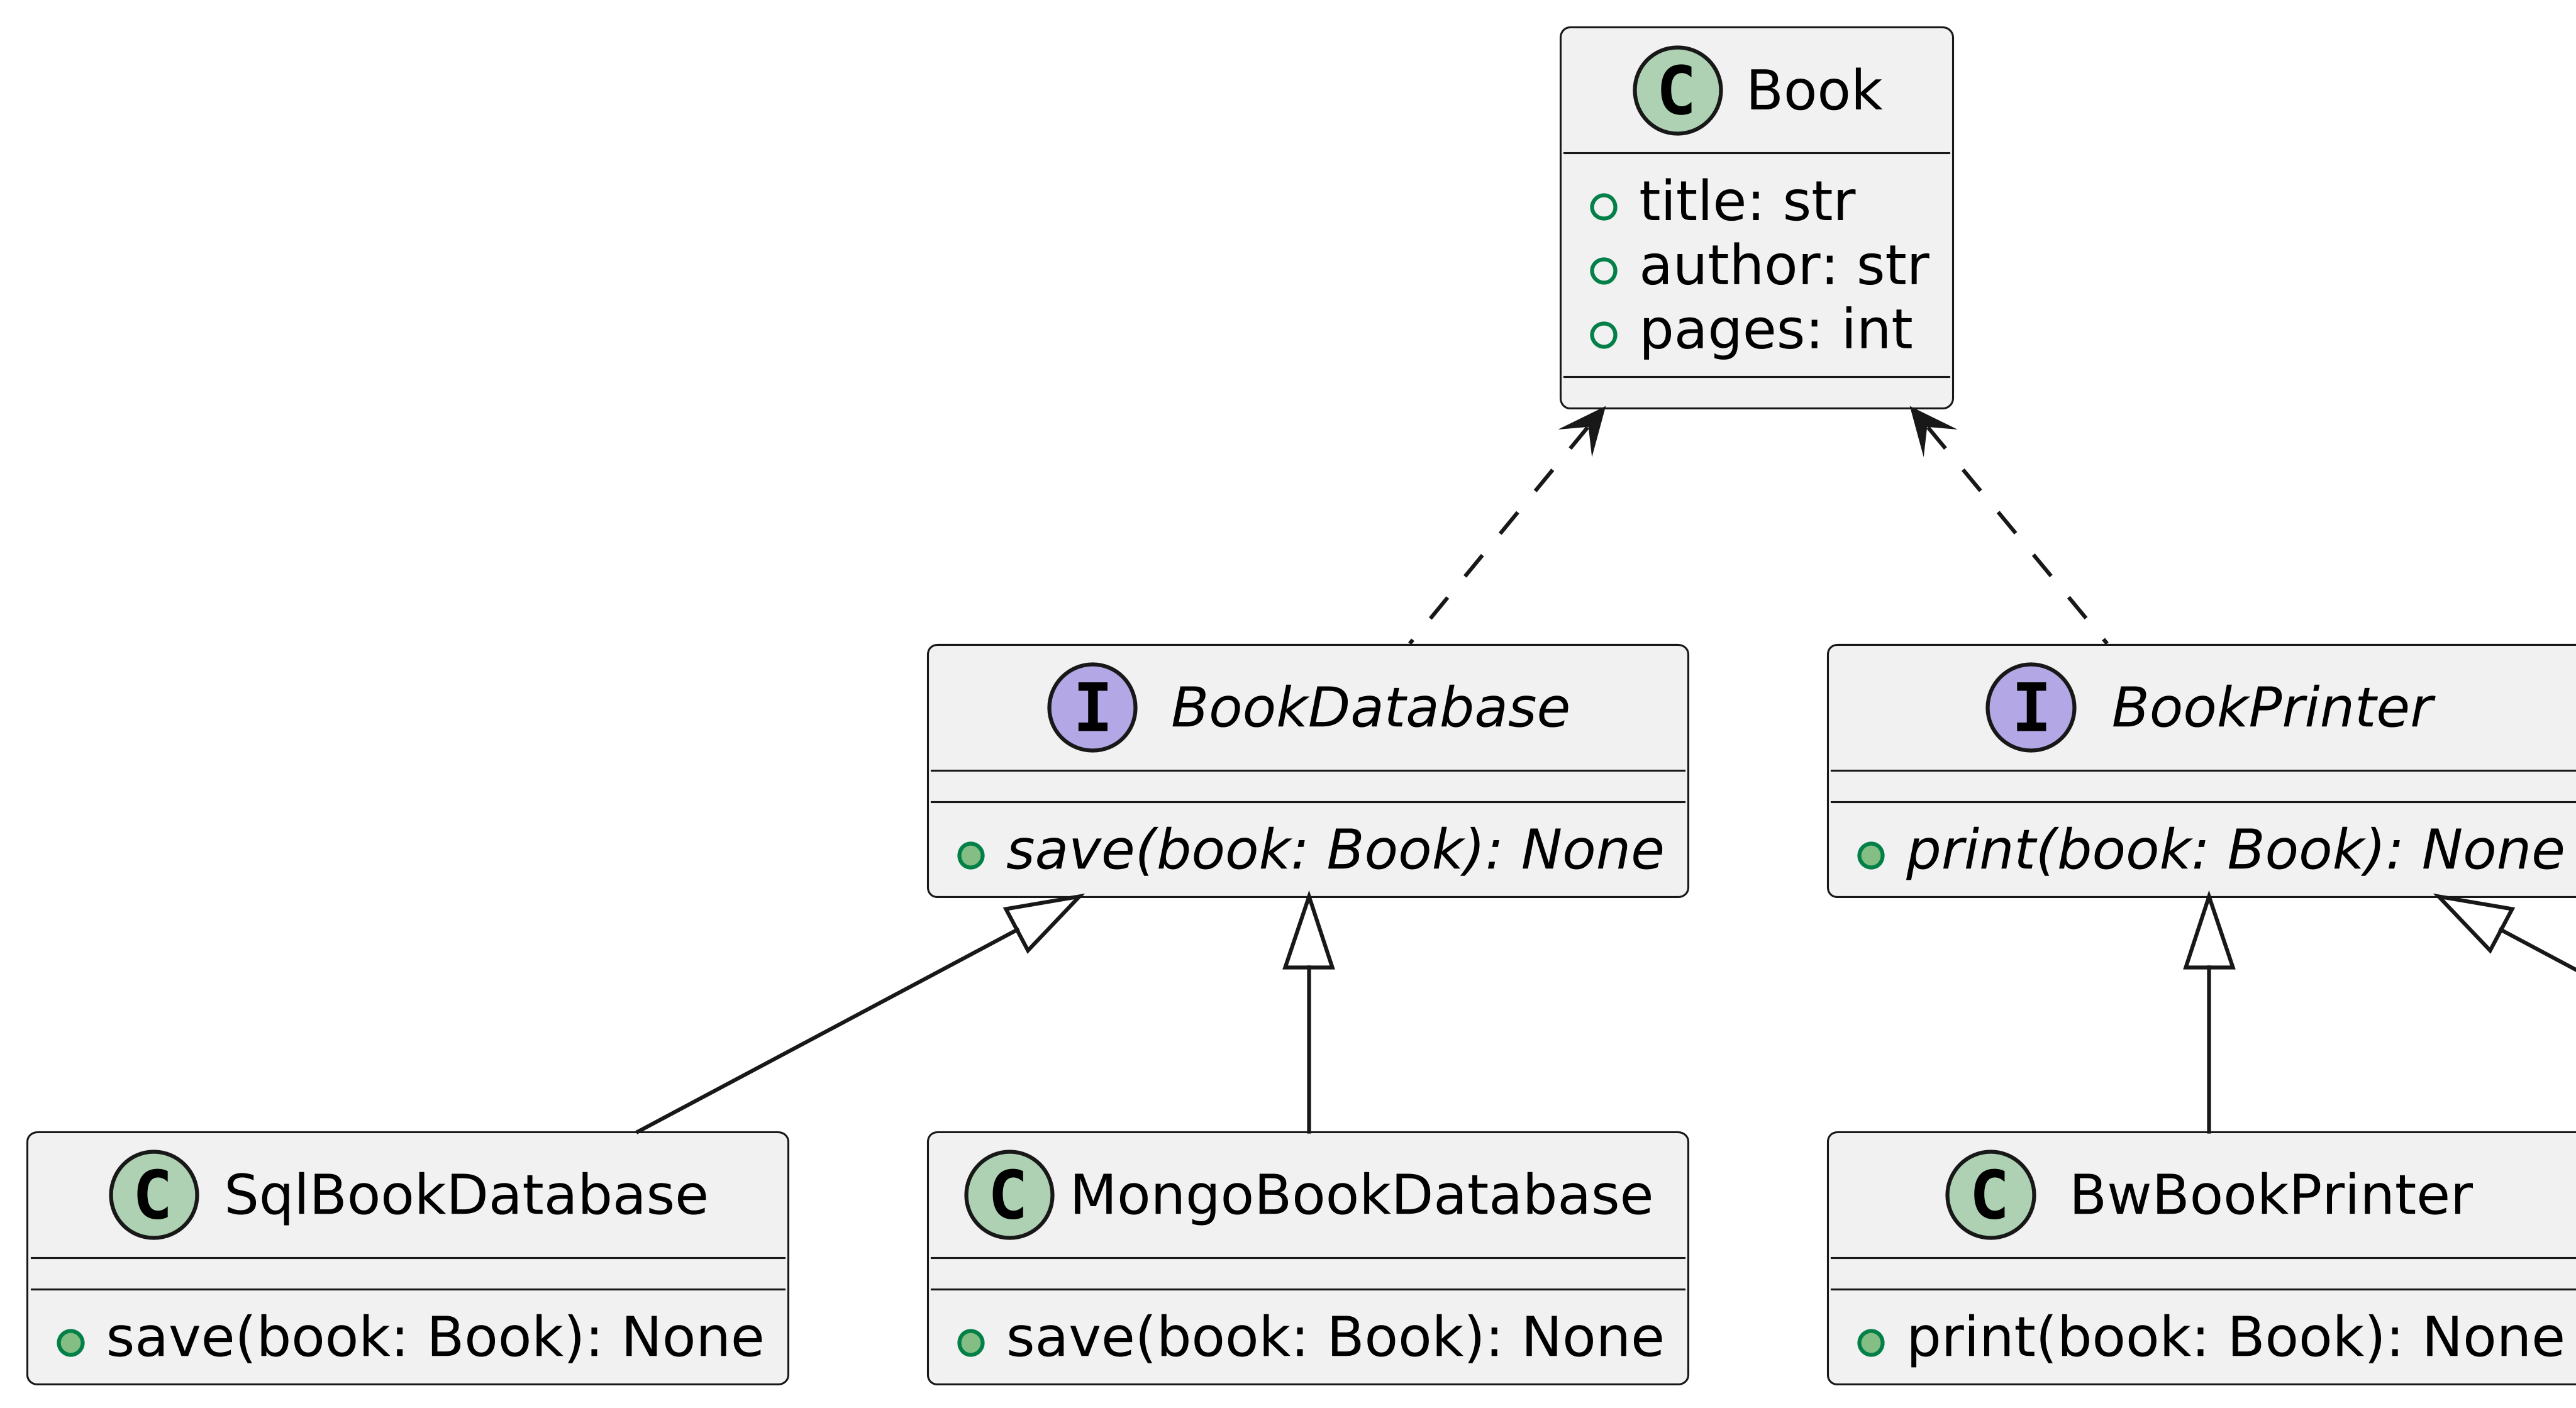 C Book
title: str
author: str
pages: int
I BookDatabase
save(book: Book): None
I BookPrinter
print(book: Book): None
C SqlBookDatabase
save(book: Book): None
C MongoBookDatabase
save(book: Book): None
C BwBookPrinter
print(book: Book): None